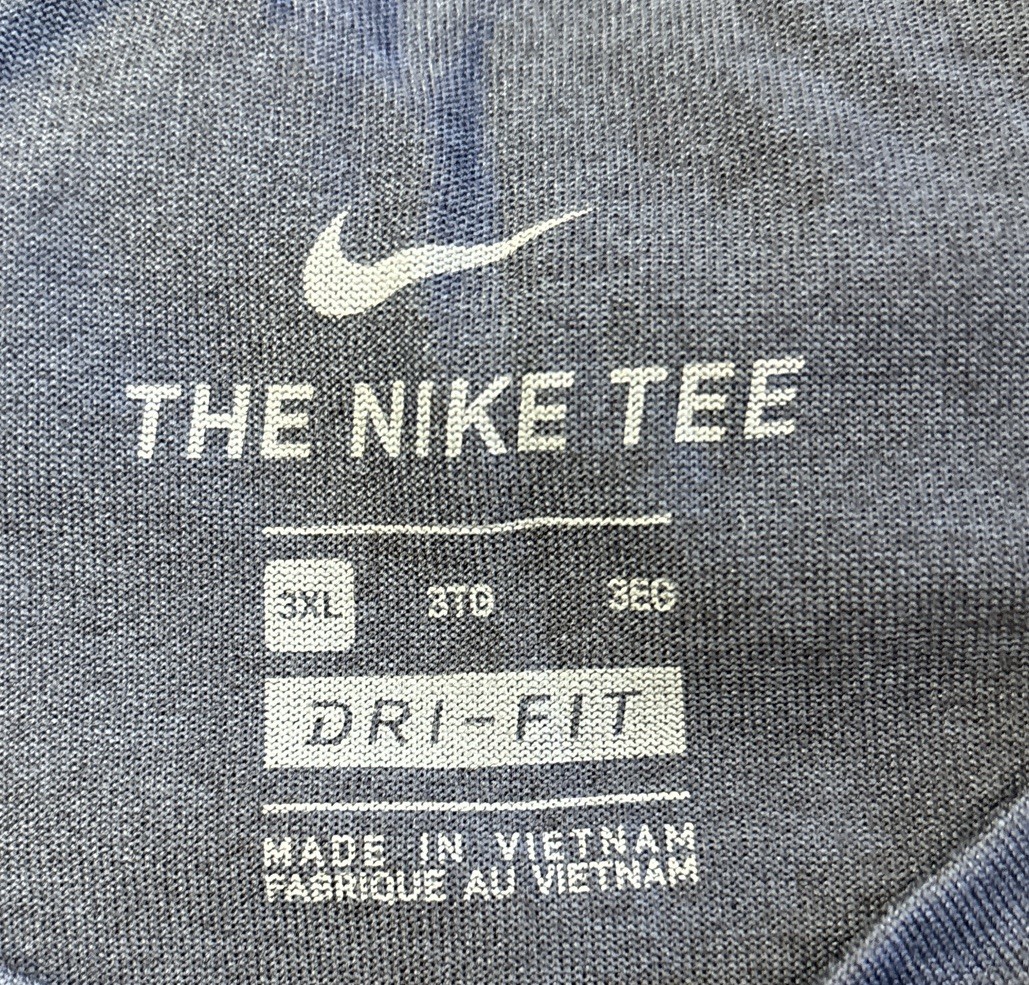 THE NIKE TEE
3XL 3TG 3EG
DRI-FIT
MADE IN VIETNAM
FABRIQUE AU VIETNAM